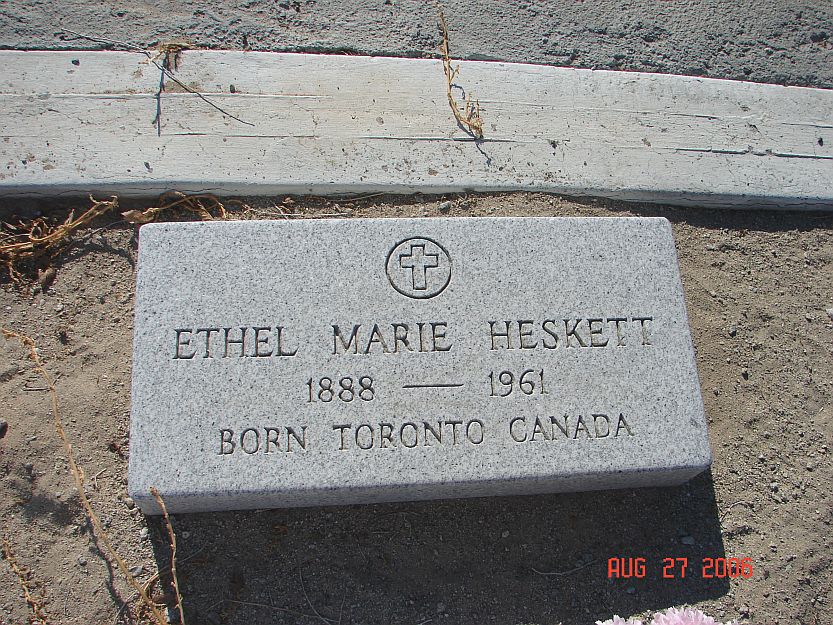 ETHEL MARIE HESKETT
1888 — 1961
BORN TORONTO CANADA
AUG 27 2006